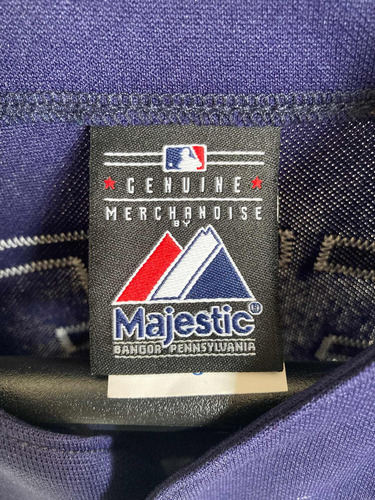 GENUINE
MERCHANDISE
BY
Majestic
BANGOR PENNSYLVANIA